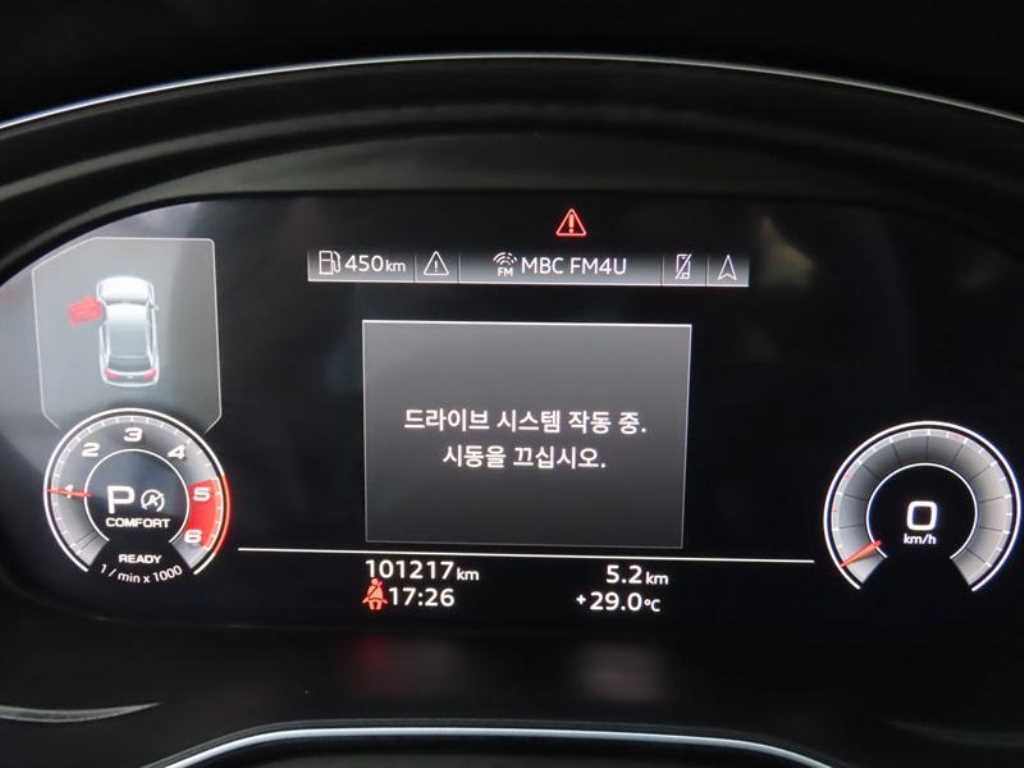 450km
FM MBC FM4U
드라이브 시스템 작동 중.
시동을 끄십시오.
1 2 3 4 5 6
P A
COMFORT
READY
1/min x 1000
0
km/h
101217km 5.2km
17:26 +29.0°C